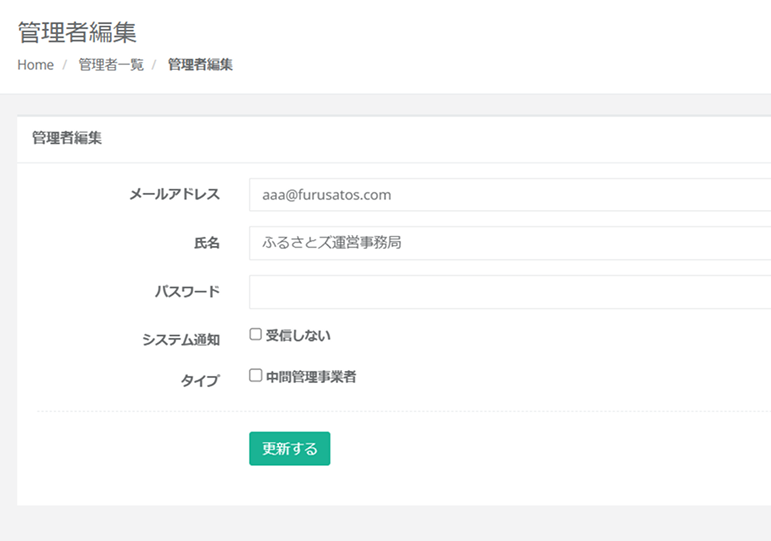 管理者編集
Home / 管理者一覧 / 管理者編集
管理者編集
メールアドレス aaa@furusatos.com
氏名 ふるさとズ運営事務局
パスワード
システム通知 受信しない
タイプ 中間管理事業者
更新する